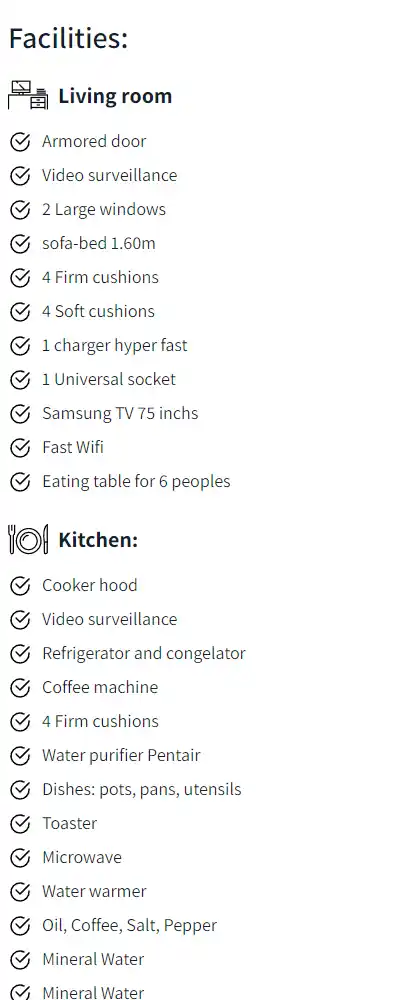 Facilities:
Living room
Armored door
Video surveillance
2 Large windows
sofa-bed 1.60m
4 Firm cushions
4 Soft cushions
1 charger hyper fast
1 Universal socket
Samsung TV 75 inchs
Fast Wifi
Eating table for 6 peoples
Kitchen:
Cooker hood
Video surveillance
Refrigerator and congelator
Coffee machine
4 Firm cushions
Water purifier Pentair
Dishes: pots, pans, utensils
Toaster
Microwave
Water warmer
Oil, Coffee, Salt, Pepper
Mineral Water
Mineral Water